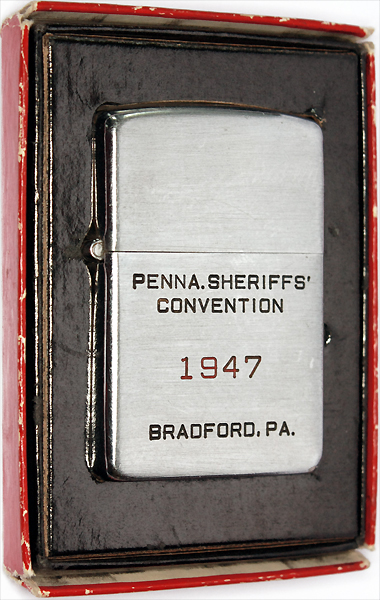 PENNA.SHERIFFS'
CONVENTION
1947
BRADFORD, PA.